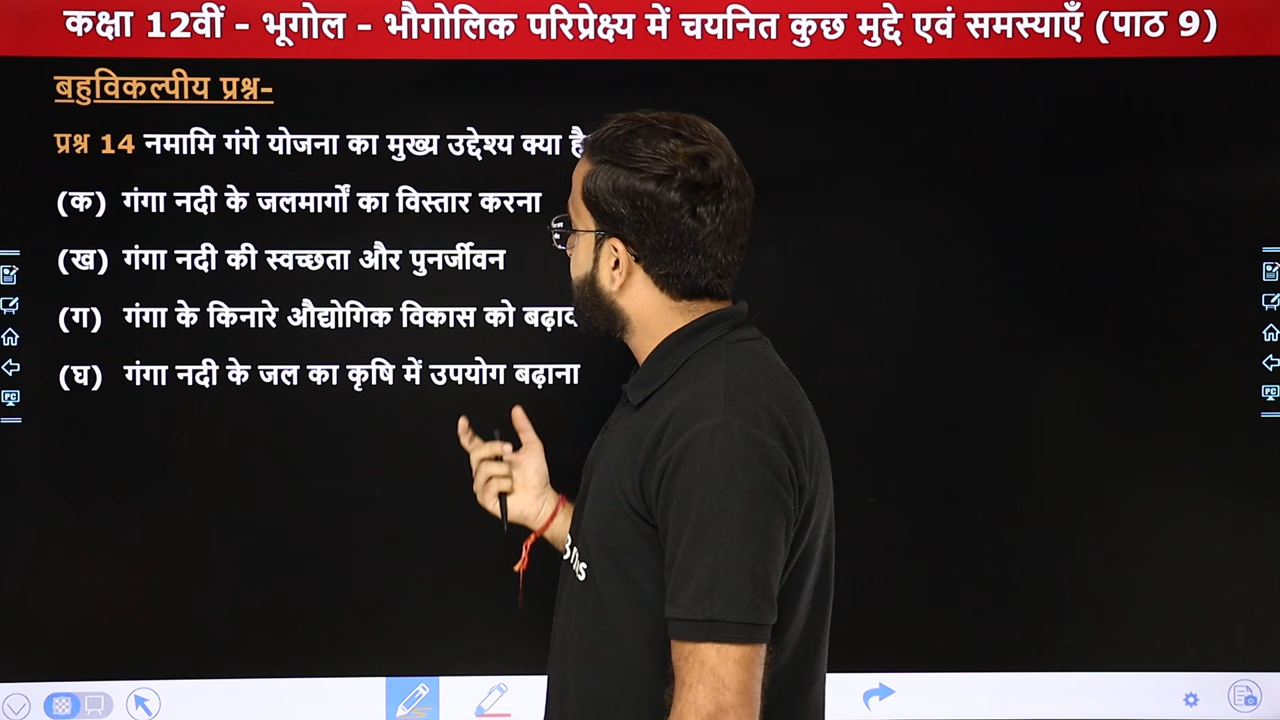 कक्षा 12वीं - भूगोल - भौगोलिक परिप्रेक्ष्य में चयनित कुछ मुद्दे एवं समस्याएँ (पाठ 9)
बहुविकल्पीय प्रश्न-
प्रश्न 14 नमामि गंगे योजना का मुख्य उद्देश्य क्या है
(क) गंगा नदी के जलमार्गों का विस्तार करना
(ख) गंगा नदी की स्वच्छता और पुनर्जीवन
(ग) गंगा के किनारे औद्योगिक विकास को
(घ) गंगा नदी के जल का कृषि में उपयोग बढ़ाना